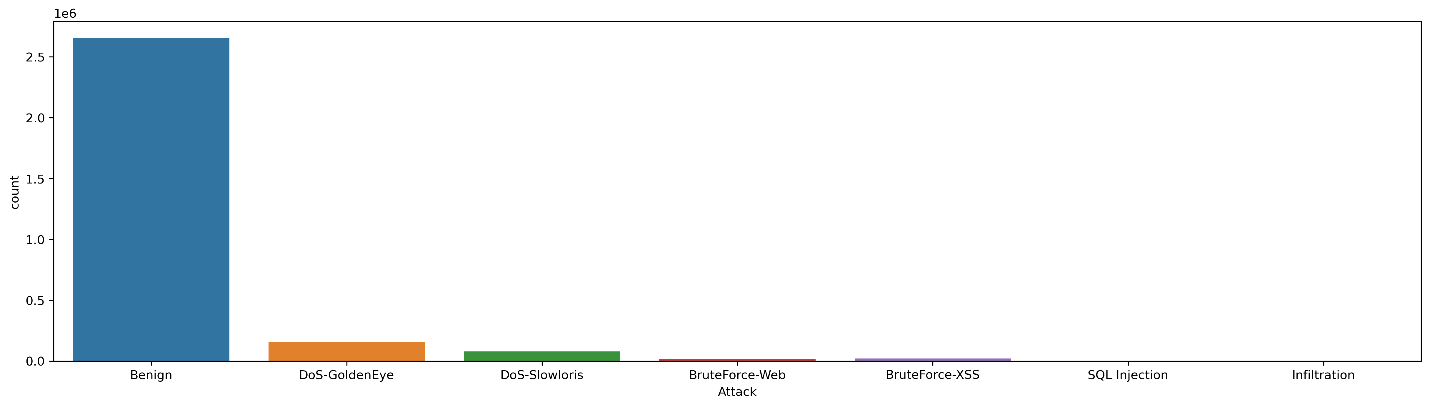 1e6
2.5
2.0
1.5
1.0
0.5
0.0
count
Benign DoS-GoldenEye DoS-Slowloris BruteForce-Web BruteForce-XSS SQL Injection Infiltration
Attack